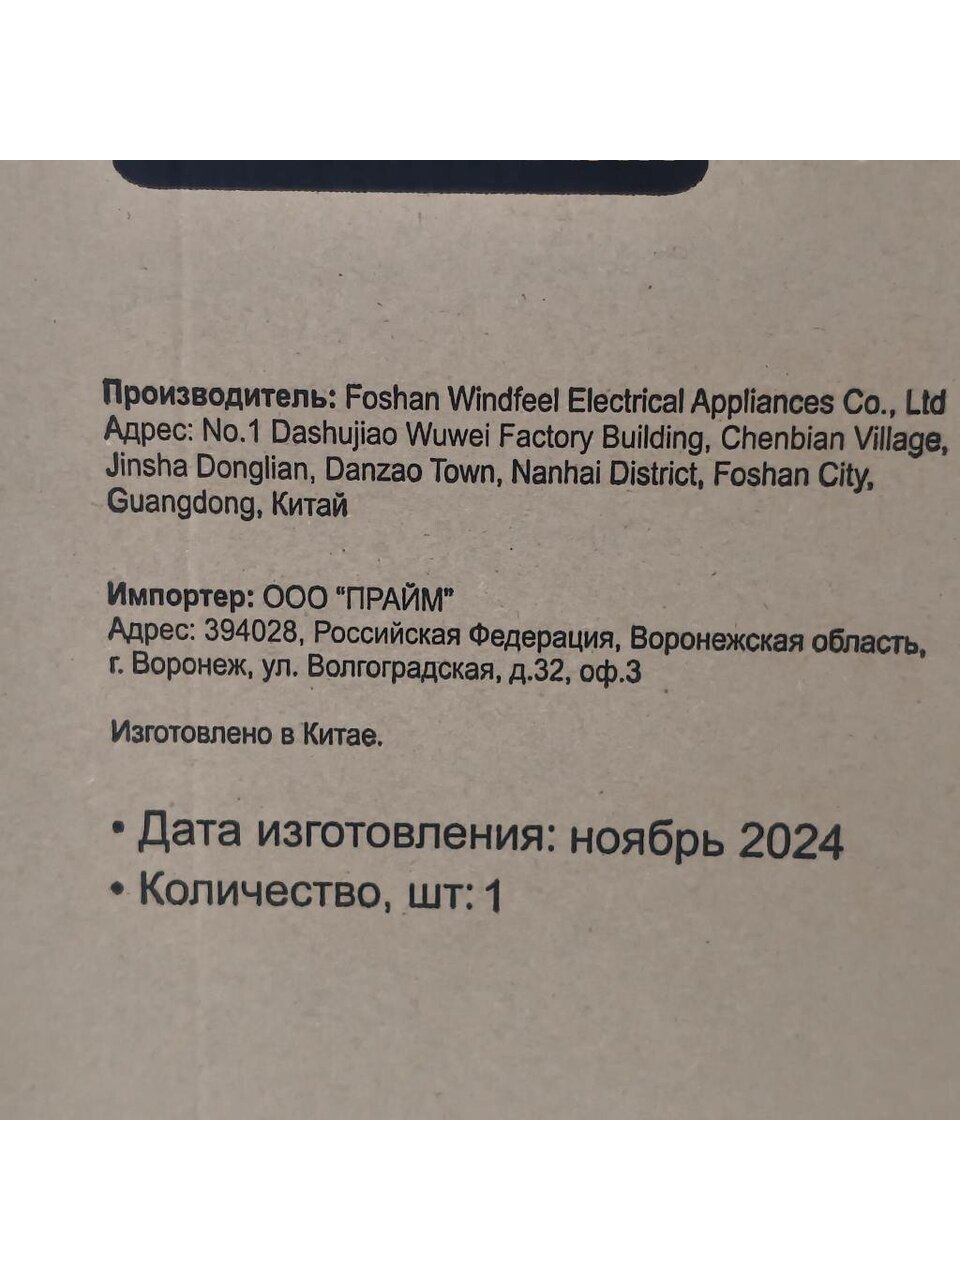 Производитель: Foshan Windfeel Electrical Appliances Co., Ltd
Адрес: No.1 Dashujiao Wuwei Factory Building, Chenbian Village,
Jinsha Donglian, Danzao Town, Nanhai District, Foshan City,
Guangdong, Китай
Импортер: ООО "ПРАЙМ"
Адрес: 394028, Российская Федерация, Воронежская область,
г. Воронеж, ул. Волгоградская, д.32, оф.3
Изготовлено в Китае.
• Дата изготовления: ноябрь 2024
• Количество, шт: 1